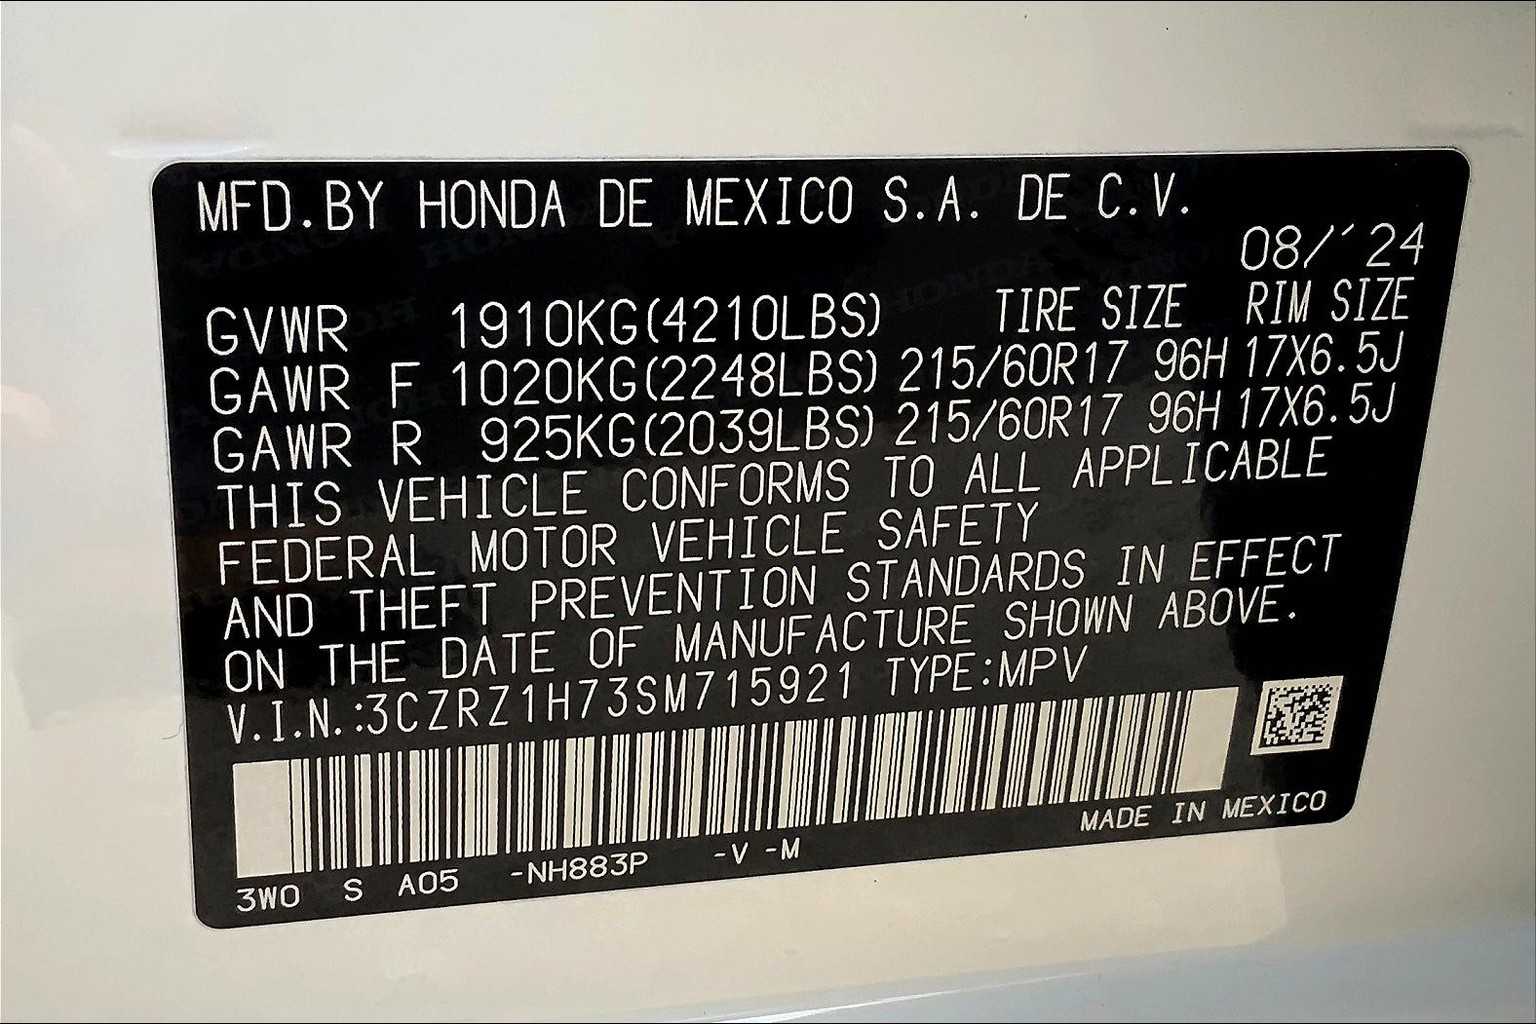 MFD.BY HONDA DE MEXICO S.A. DE C.V.
08/'24
GVWR 1910KG(4210LBS) TIRE SIZE RIM SIZE
GAWR F 1020KG(2248LBS) 215/60R17 96H 17X6.5J
GAWR R 925KG(2039LBS) 215/60R17 96H 17X6.5J
THIS VEHICLE CONFORMS TO ALL APPLICABLE
FEDERAL MOTOR VEHICLE SAFETY
AND THEFT PREVENTION STANDARDS IN EFFECT
ON THE DATE OF MANUFACTURE SHOWN ABOVE.
V.I.N.:3CZRZ1H73SM715921 TYPE:MPV
MADE IN MEXICO
3W0 S A05 -NH883P -V -M